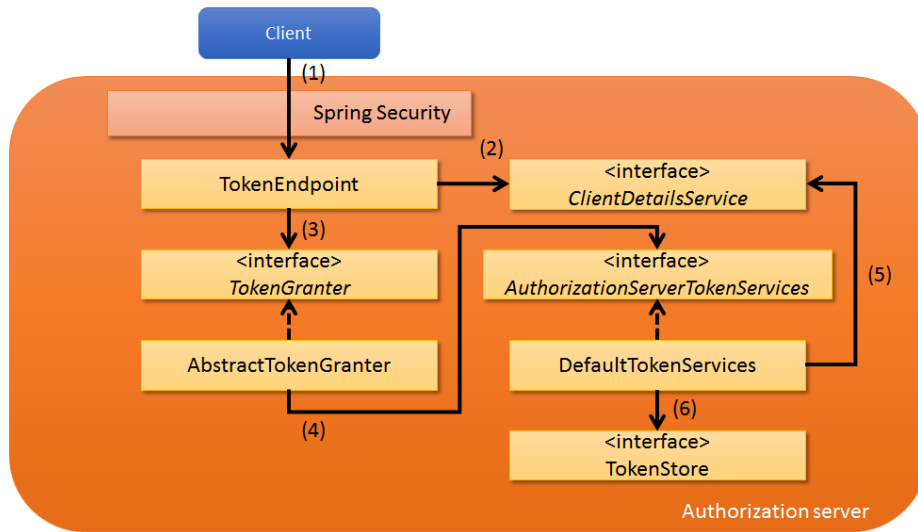 Client
(1)
Spring Security
TokenEndpoint
(2)
<interface>
ClientDetailsService
(3)
<interface>
TokenGranter
<interface>
AuthorizationServerTokenServices
(5)
AbstractTokenGranter
DefaultTokenServices
(4)
(6)
<interface>
TokenStore
Authorization server